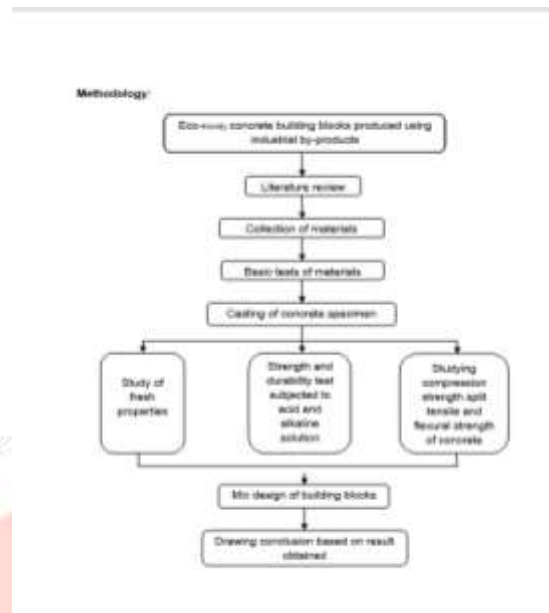 Methodology:
Eco-friendly concrete building blocks produced using
industrial by-products
Literature review
Collection of materials
Basic tests of materials
Casting of concrete specimen
Study of
fresh
properties
Strength and
durability test
subjected to
acid and
alkaline
solution
Studying
compression
strength split
tensile and
flexural strength
of concrete
Mix design of building blocks
Drawing conclusion based on result
obtained